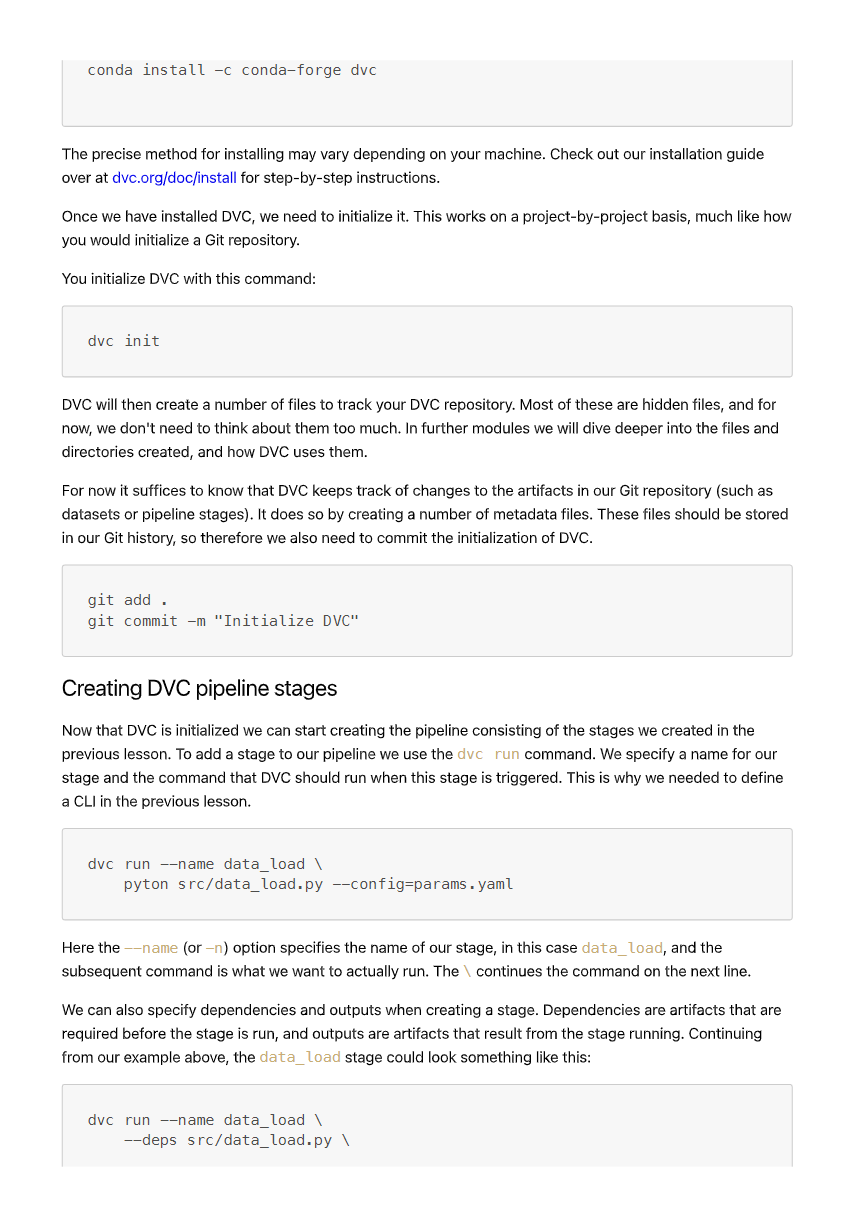 conda install -c conda-forge dvc
The precise method for installing may vary depending on your machine. Check out our installation guide
over at dvc.org/doc/install for step-by-step instructions.
Once we have installed DVC, we need to initialize it. This works on a project-by-project basis, much like how
you would initialize a Git repository.
You initialize DVC with this command:
dvc init
DVC will then create a number of files to track your DVC repository. Most of these are hidden files, and for
now, we don't need to think about them too much. In further modules we will dive deeper into the files and
directories created, and how DVC uses them.
For now it suffices to know that DVC keeps track of changes to the artifacts in our Git repository (such as
datasets or pipeline stages). It does so by creating a number of metadata files. These files should be stored
in our Git history, so therefore we also need to commit the initialization of DVC.
git add .
git commit -m "Initialize DVC"
Creating DVC pipeline stages
Now that DVC is initialized we can start creating the pipeline consisting of the stages we created in the
previous lesson. To add a stage to our pipeline we use the dvc run command. We specify a name for our
stage and the command that DVC should run when this stage is triggered. This is why we needed to define
a CLI in the previous lesson.
dvc run --name data_load \
pyton src/data_load.py --config=params.yaml
Here the --name (or -n) option specifies the name of our stage, in this case data_load, and the
subsequent command is what we want to actually run. The \ continues the command on the next line.
We can also specify dependencies and outputs when creating a stage. Dependencies are artifacts that are
required before the stage is run, and outputs are artifacts that result from the stage running. Continuing
from our example above, the data_load stage could look something like this:
dvc run --name data_load \
--deps src/data_load.py \